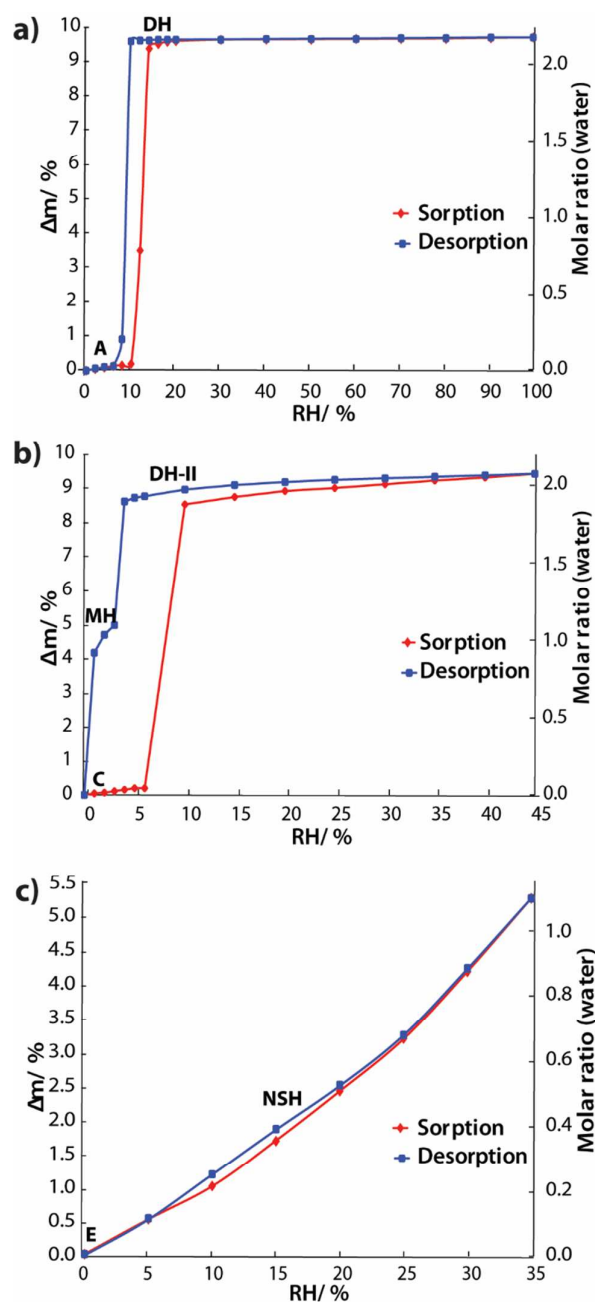 a)
DH
10
9
8
7
6
5
4
3
2
1
0
Δm/ %
A
Sorption
Desorption
2.0
1.5
1.0
0.5
0.0
Molar ratio (water)
0 10 20 30 40 50 60 70 80 90 100
RH/ %
b)
DH-II
10
9
8
7
6
5
4
3
2
1
0
Δm/ %
MH
C
Sorption
Desorption
2.0
1.5
1.0
0.5
0.0
Molar ratio (water)
0 5 10 15 20 25 30 35 40 45
RH/ %
c)
5.5
5.0
4.5
4.0
3.5
3.0
2.5
2.0
1.5
1.0
0.5
0.0
Δm/ %
NSH
E
Sorption
Desorption
1.0
0.8
0.6
0.4
0.2
0.0
Molar ratio (water)
0 5 10 15 20 25 30 35
RH/ %